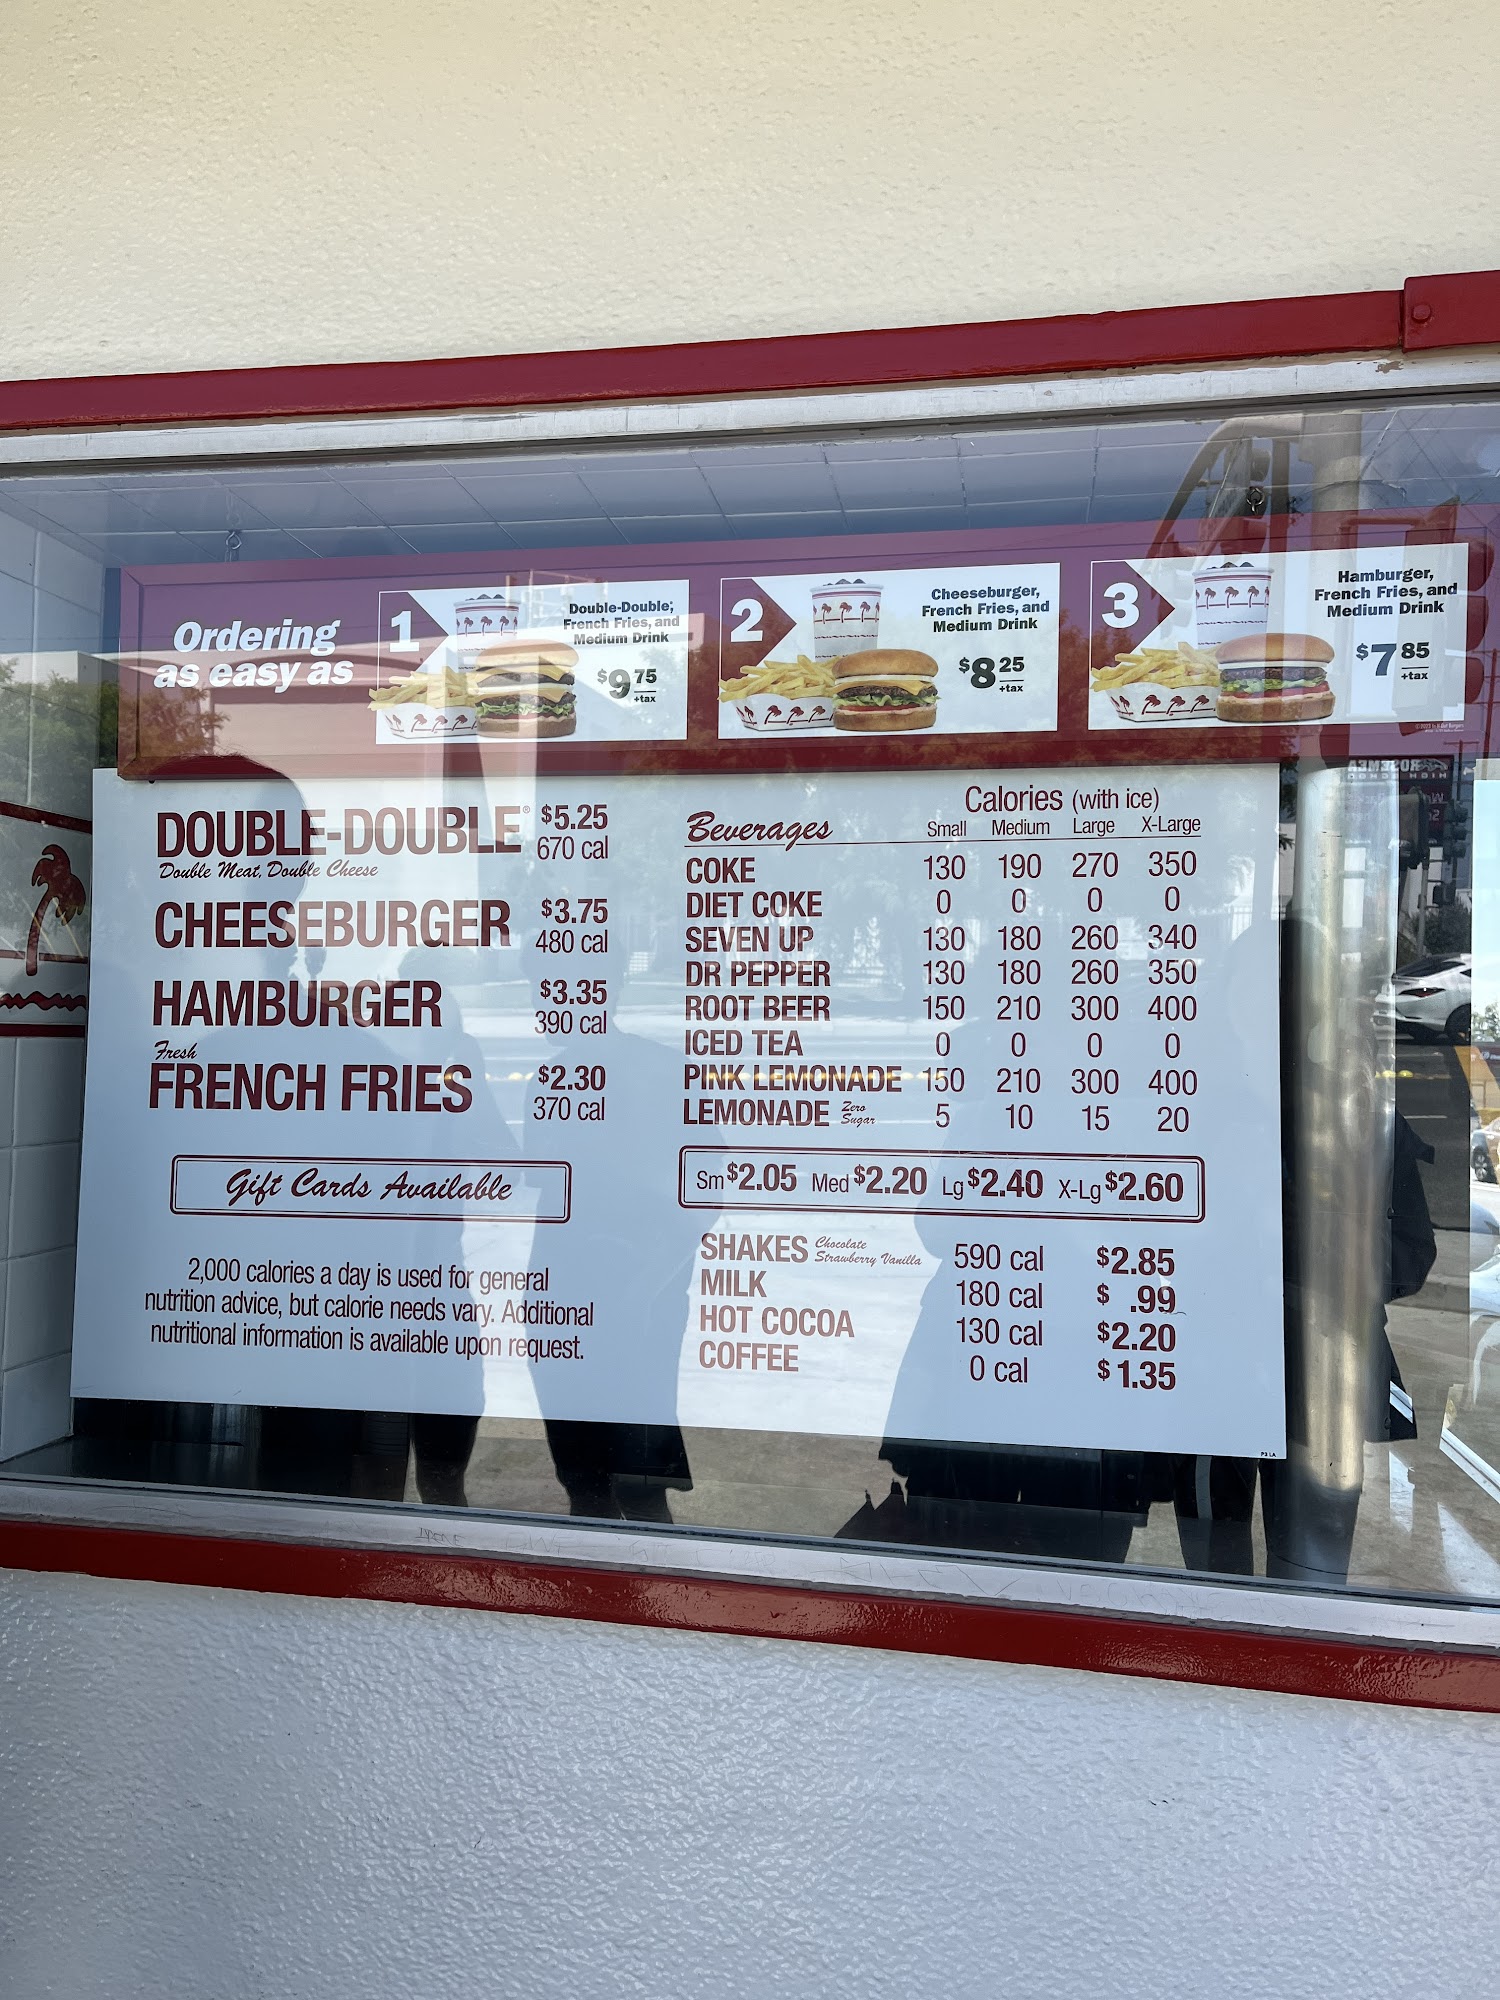 Ordering
as easy as
1
Double-Double,
French Fries, and
Medium Drink
$9 75
+tax
2
Cheeseburger,
French Fries, and
Medium Drink
$8 25
+tax
3
Hamburger,
French Fries, and
Medium Drink
$7 85
+tax
DOUBLE-DOUBLE® $5.25
Double Meat, Double Cheese 670 cal
CHEESEBURGER $3.75
480 cal
HAMBURGER $3.35
390 cal
Fresh
FRENCH FRIES $2.30
370 cal
Gift Cards Available
2,000 calories a day is used for general
nutrition advice, but calorie needs vary. Additional
nutritional information is available upon request.
Calories (with ice)
Beverages Small Medium Large X-Large
COKE 130 190 270 350
DIET COKE 0 0 0 0
SEVEN UP 130 180 260 340
DR PEPPER 130 180 260 350
ROOT BEER 150 210 300 400
ICED TEA 0 0 0 0
PINK LEMONADE 150 210 300 400
LEMONADE Zero Sugar 5 10 15 20
Sm $2.05 Med $2.20 Lg $2.40 X-Lg $2.60
SHAKES Chocolate Strawberry Vanilla 590 cal $2.85
MILK 180 cal $ .99
HOT COCOA 130 cal $2.20
COFFEE 0 cal $1.35
P3 LA